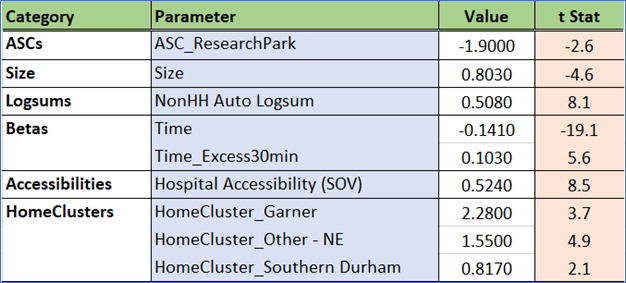 Category Parameter Value t Stat
ASCs ASC_ResearchPark -1.9000 -2.6
Size Size 0.8030 -4.6
Logsums NonHH Auto Logsum 0.5080 8.1
Betas Time -0.1410 -19.1
Time_Excess30min 0.1030 5.6
Accessibilities Hospital Accessibility (SOV) 0.5240 8.5
HomeClusters HomeCluster_Garner 2.2800 3.7
HomeCluster_Other - NE 1.5500 4.9
HomeCluster_Southern Durham 0.8170 2.1